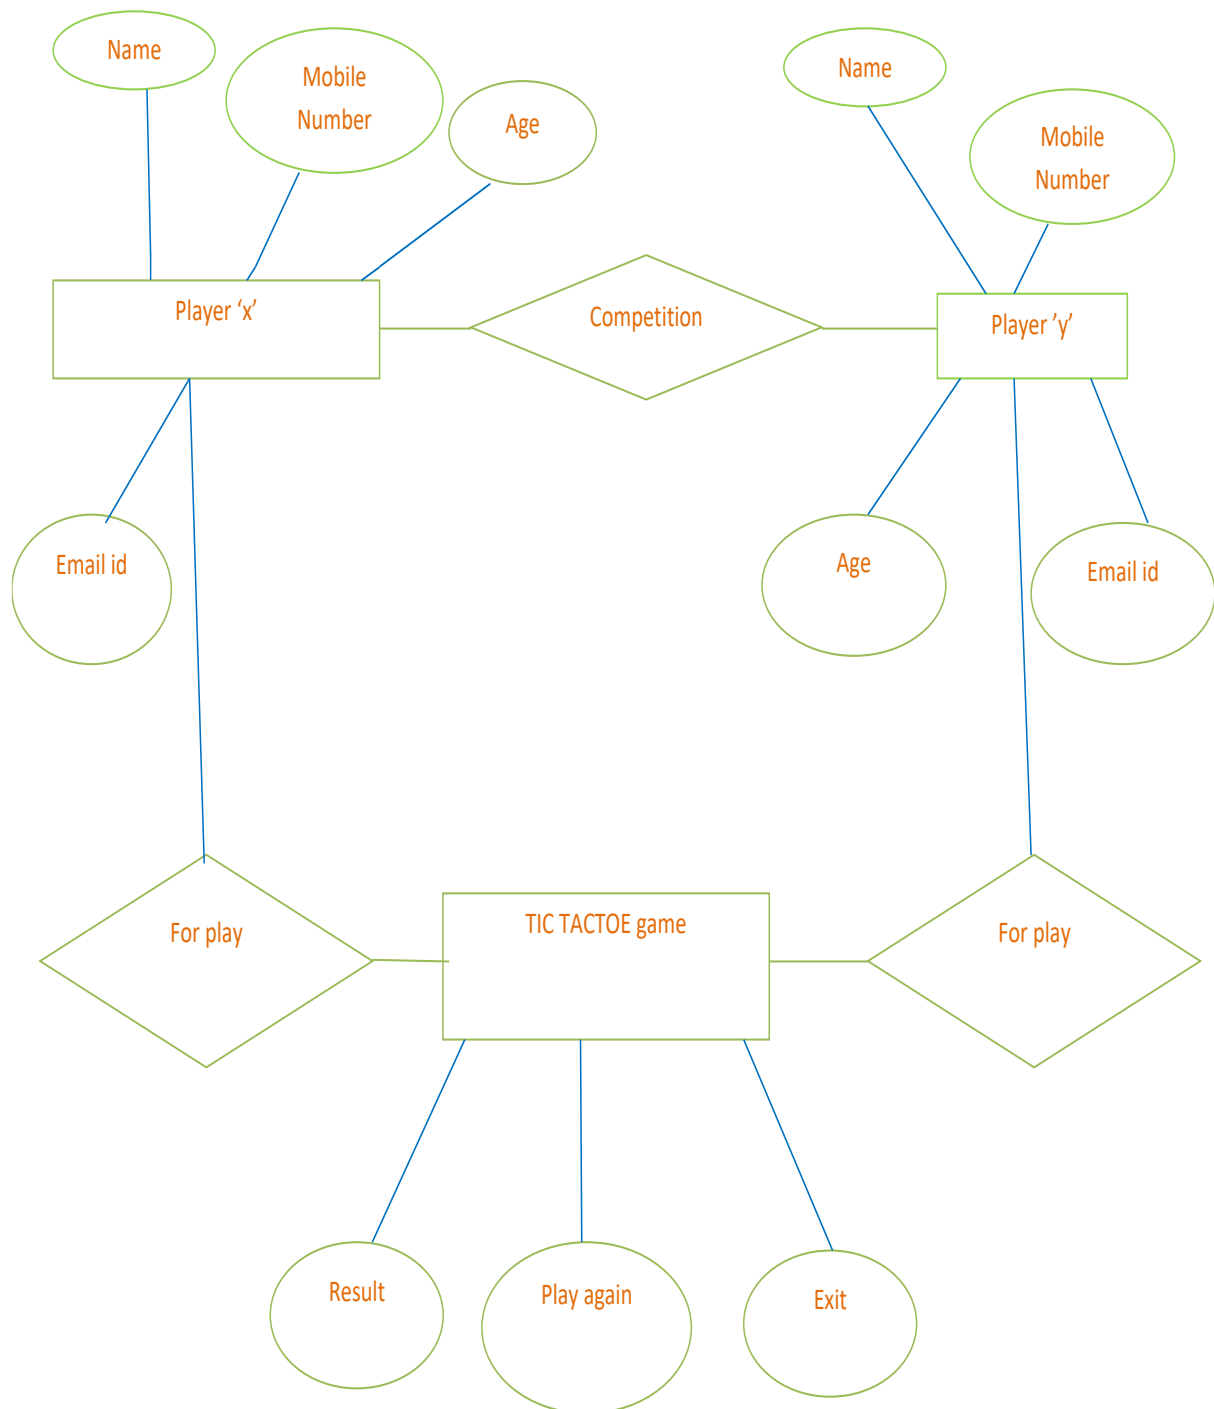 Name
Mobile
Number
Age
Name
Mobile
Number
Player ‘x’
Competition
Player ’y’
Email id
Age
Email id
For play
TIC TACTOE game
For play
Result
Play again
Exit